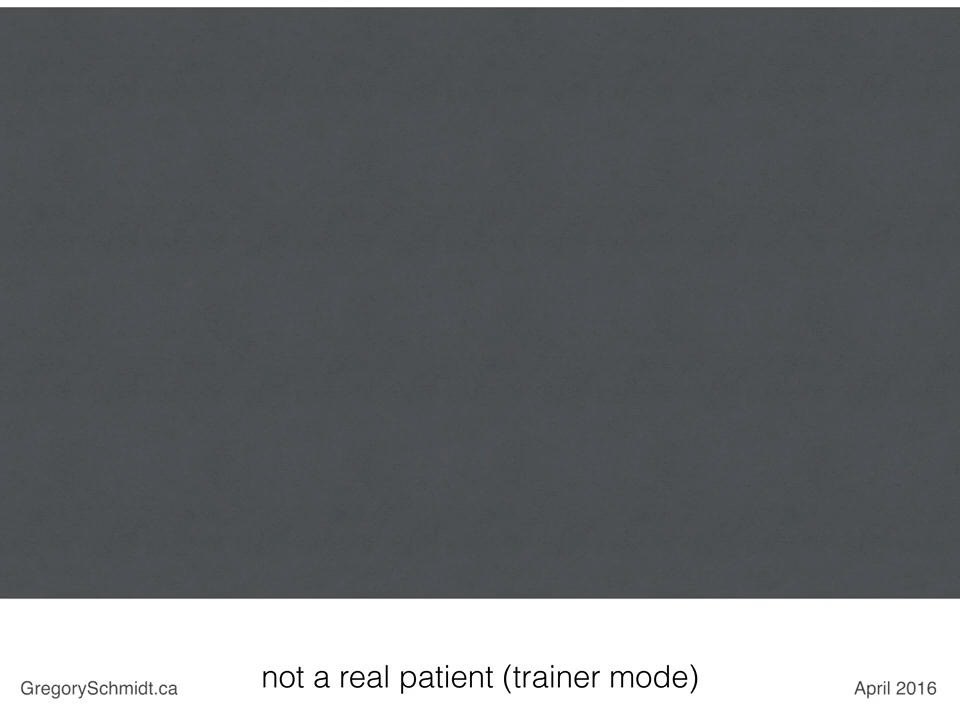 not a real patient (trainer mode)
GregorySchmidt.ca
April 2016